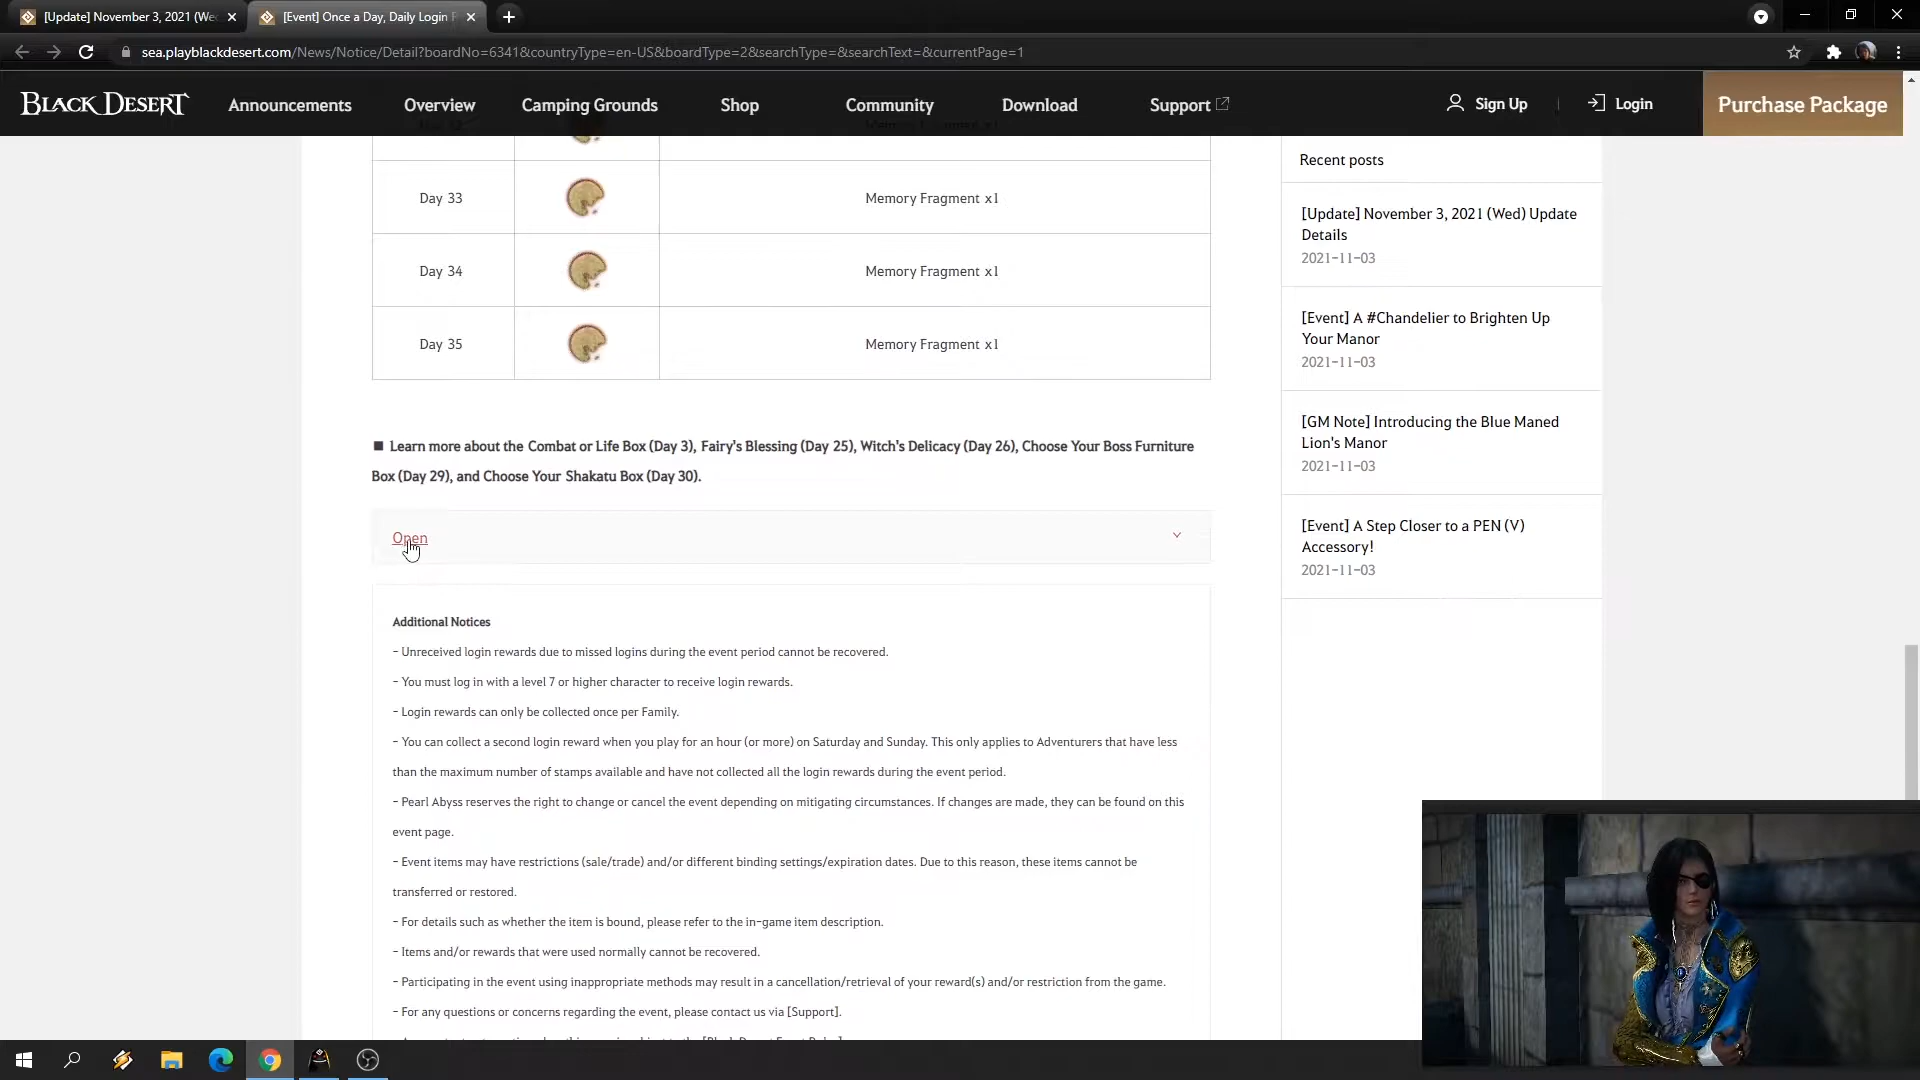 [Update] November 3, 2021 (We
[Event] Once a Day, Daily Login
sea.playblackdesert.com/News/Notice/Detail?boardNo=6341&countryType=en-US&boardType=2&searchType=&searchText=&currentPage=1
BLACK DESERT
Announcements
Overview
Camping Grounds
Shop
Community
Download
Support
Sign Up
Login
Purchase Package
Day 33
Memory Fragment x1
Day 34
Memory Fragment x1
Day 35
Memory Fragment x1
■ Learn more about the Combat or Life Box (Day 3), Fairy's Blessing (Day 25), Witch's Delicacy (Day 26), Choose Your Boss Furniture
Box (Day 29), and Choose Your Shakatu Box (Day 30).
Open
Additional Notices
- Unreceived login rewards due to missed logins during the event period cannot be recovered.
- You must log in with a level 7 or higher character to receive login rewards.
- Login rewards can only be collected once per Family.
- You can collect a second login reward when you play for an hour (or more) on Saturday and Sunday. This only applies to Adventurers that have less
than the maximum number of stamps available and have not collected all the login rewards during the event period.
- Pearl Abyss reserves the right to change or cancel the event depending on mitigating circumstances. If changes are made, they can be found on this
event page.
- Event items may have restrictions (sale/trade) and/or different binding settings/expiration dates. Due to this reason, these items cannot be
transferred or restored.
- For details such as whether the item is bound, please refer to the in-game item description.
- Items and/or rewards that were used normally cannot be recovered.
- Participating in the event using inappropriate methods may result in a cancellation/retrieval of your reward(s) and/or restriction from the game.
- For any questions or concerns regarding the event, please contact us via [Support].
Recent posts
[Update] November 3, 2021 (Wed) Update
Details
2021-11-03
[Event] A #Chandelier to Brighten Up
Your Manor
2021-11-03
[GM Note] Introducing the Blue Maned
Lion's Manor
2021-11-03
[Event] A Step Closer to a PEN (V)
Accessory!
2021-11-03